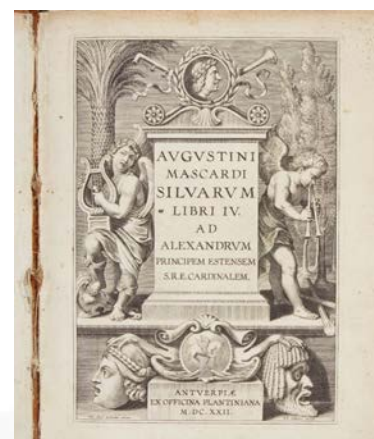 AVGVSTINI
MASCARDI
SILVARVM
LIBRI IV.
AD
ALEXANDRVM
PRINCIPEM ESTENSEM
S.R.E. CARDINALEM.
ANTVERPIÆ
EX OFFICINA PLANTINIANA
M.DC.XXII.